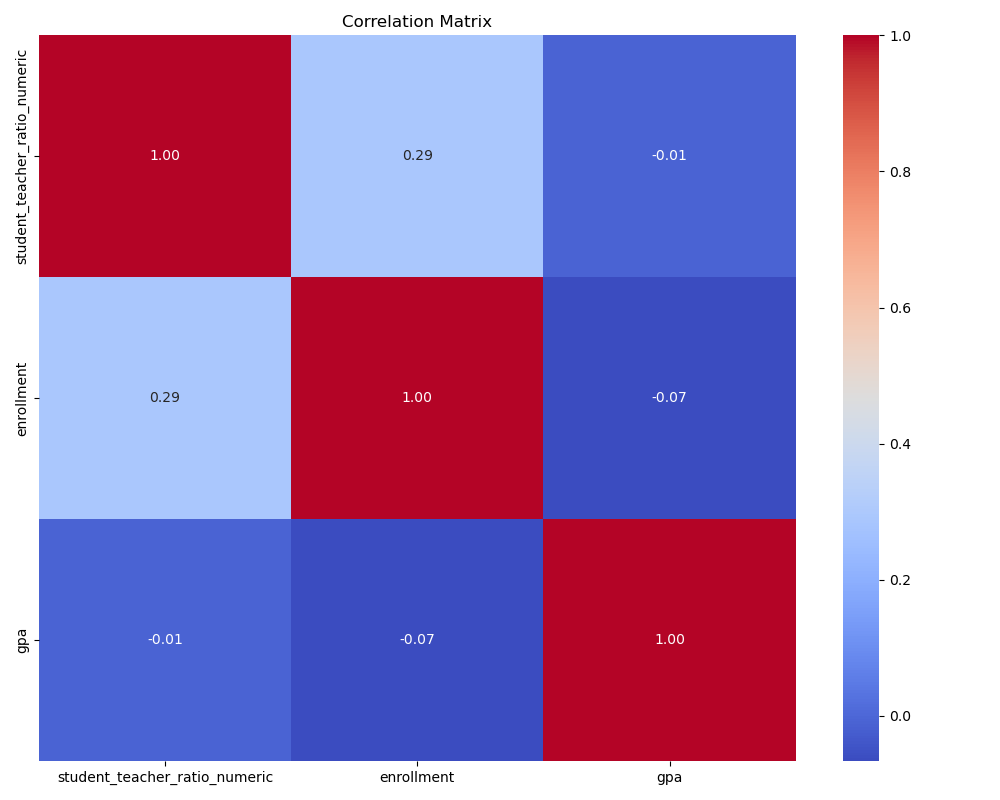 Correlation Matrix
student_teacher_ratio_numeric
enrollment
gpa
1.00 0.29 -0.01
0.29 1.00 -0.07
-0.01 -0.07 1.00
student_teacher_ratio_numeric enrollment gpa
1.0
0.8
0.6
0.4
0.2
0.0